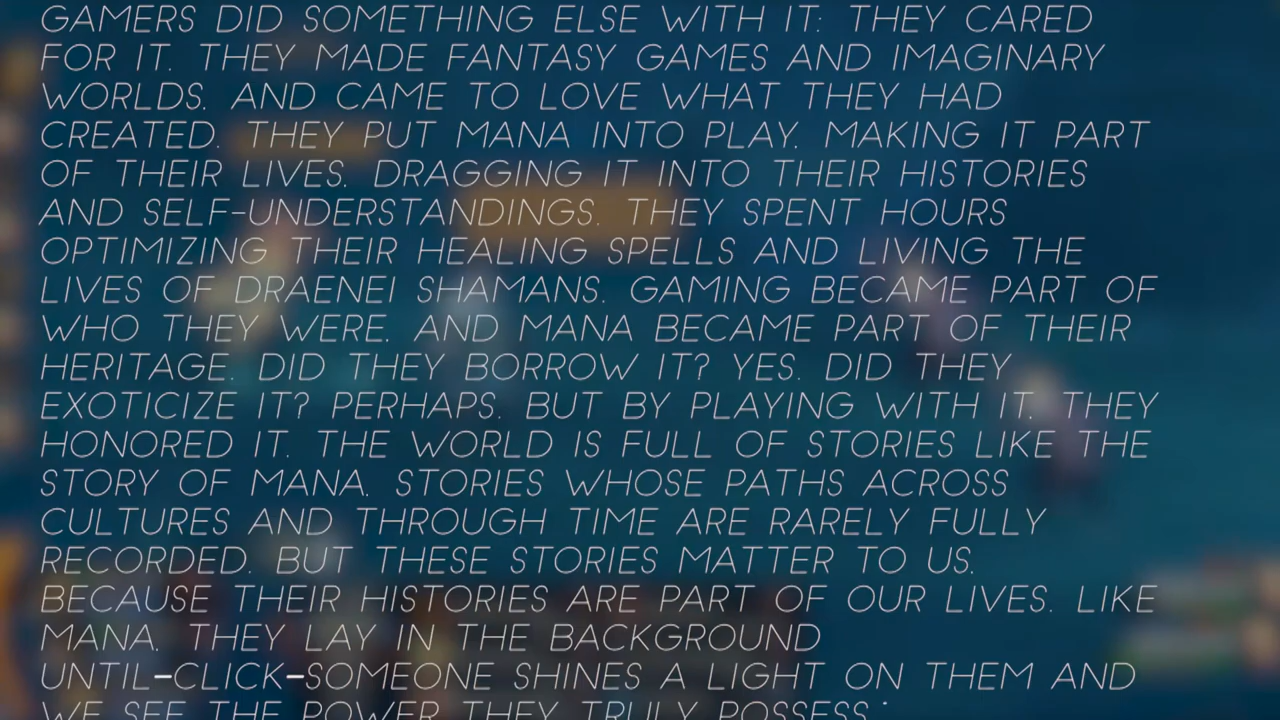 GAMERS DID SOMETHING ELSE WITH IT: THEY CARED
FOR IT. THEY MADE FANTASY GAMES AND IMAGINARY
WORLDS, AND CAME TO LOVE WHAT THEY HAD
CREATED. THEY PUT MANA INTO PLAY, MAKING IT PART
OF THEIR LIVES, DRAGGING IT INTO THEIR HISTORIES
AND SELF-UNDERSTANDINGS. THEY SPENT HOURS
OPTIMIZING THEIR HEALING SPELLS AND LIVING THE
LIVES OF DRAENEI SHAMANS. GAMING BECAME PART OF
WHO THEY WERE, AND MANA BECAME PART OF THEIR
HERITAGE. DID THEY BORROW IT? YES. DID THEY
EXOTICIZE IT? PERHAPS. BUT BY PLAYING WITH IT, THEY
HONORED IT. THE WORLD IS FULL OF STORIES LIKE THE
STORY OF MANA, STORIES WHOSE PATHS ACROSS
CULTURES AND THROUGH TIME ARE RARELY FULLY
RECORDED. BUT THESE STORIES MATTER TO US,
BECAUSE THEIR HISTORIES ARE PART OF OUR LIVES. LIKE
MANA, THEY LAY IN THE BACKGROUND
UNTIL–CLICK–SOMEONE SHINES A LIGHT ON THEM AND
WE SEE THE POWER THEY TRULY POSSESS."